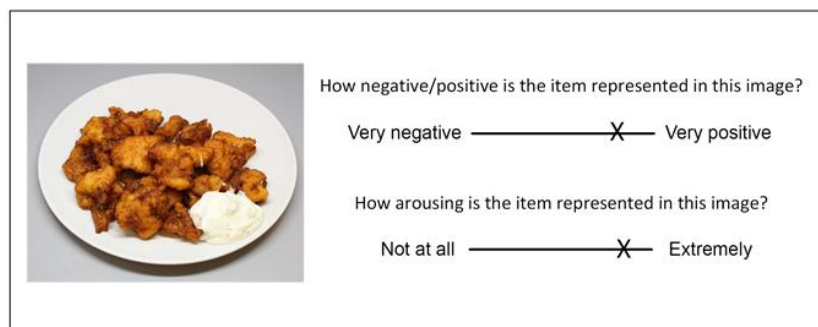 How negative/positive is the item represented in this image?
Very negative X Very positive
How arousing is the item represented in this image?
Not at all X Extremely